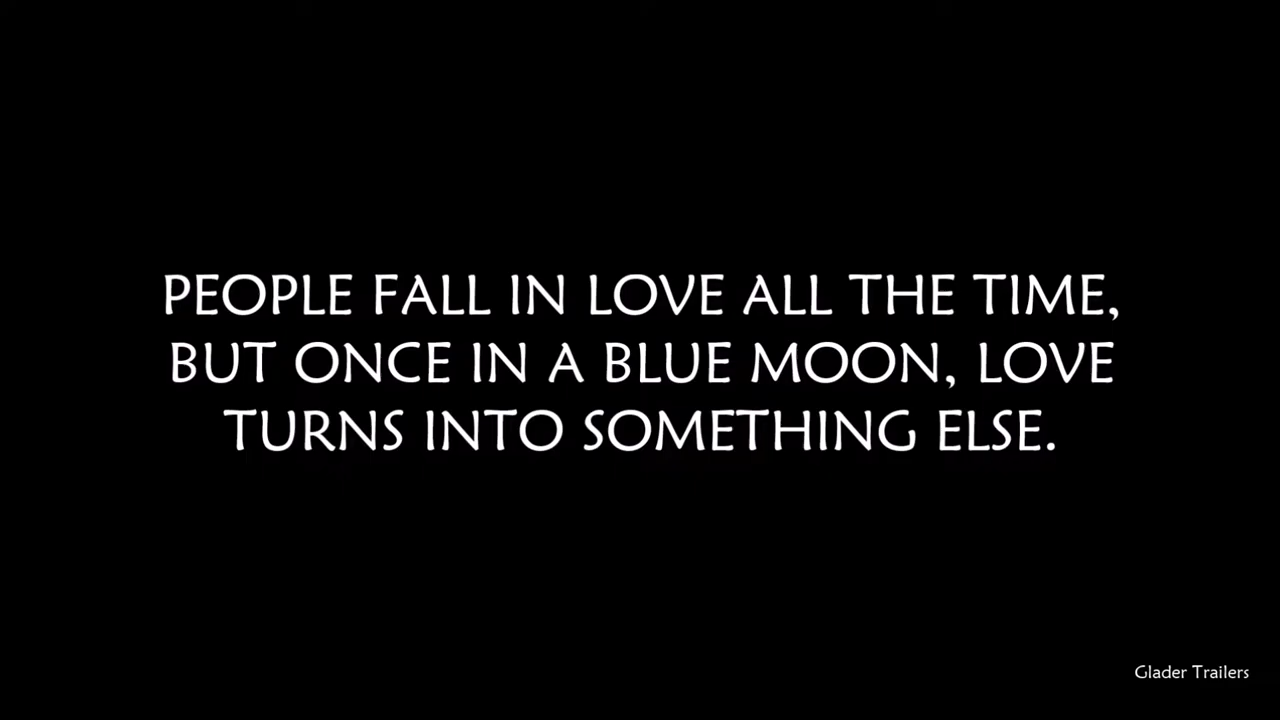 PEOPLE FALL IN LOVE ALL THE TIME,
BUT ONCE IN A BLUE MOON, LOVE
TURNS INTO SOMETHING ELSE.
Glader Trailers